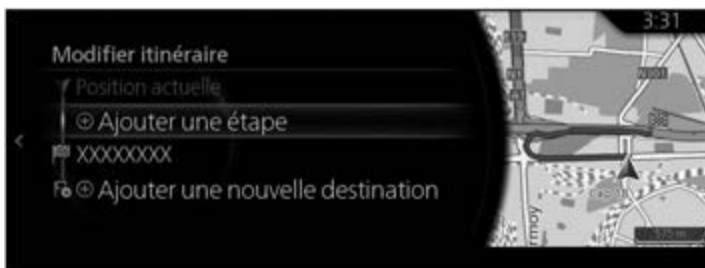 3:31
Modifier itinéraire
Position actuelle
Ajouter une étape
XXXXXXXX
Ajouter une nouvelle destination